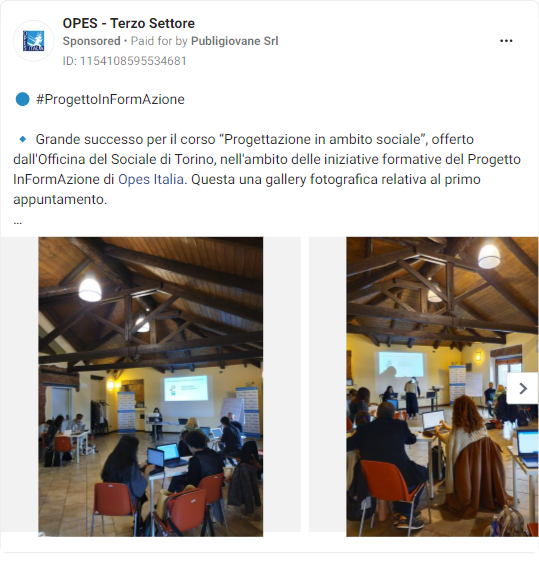 OPES - Terzo Settore
Sponsored • Paid for by Publigiovane Srl
ID: 1154108595534681
#ProgettoInFormAzione
Grande successo per il corso “Progettazione in ambito sociale”, offerto
dall'Officina del Sociale di Torino, nell'ambito delle iniziative formative del Progetto
InFormAzione di Opes Italia. Questa una gallery fotografica relativa al primo
appuntamento.
...